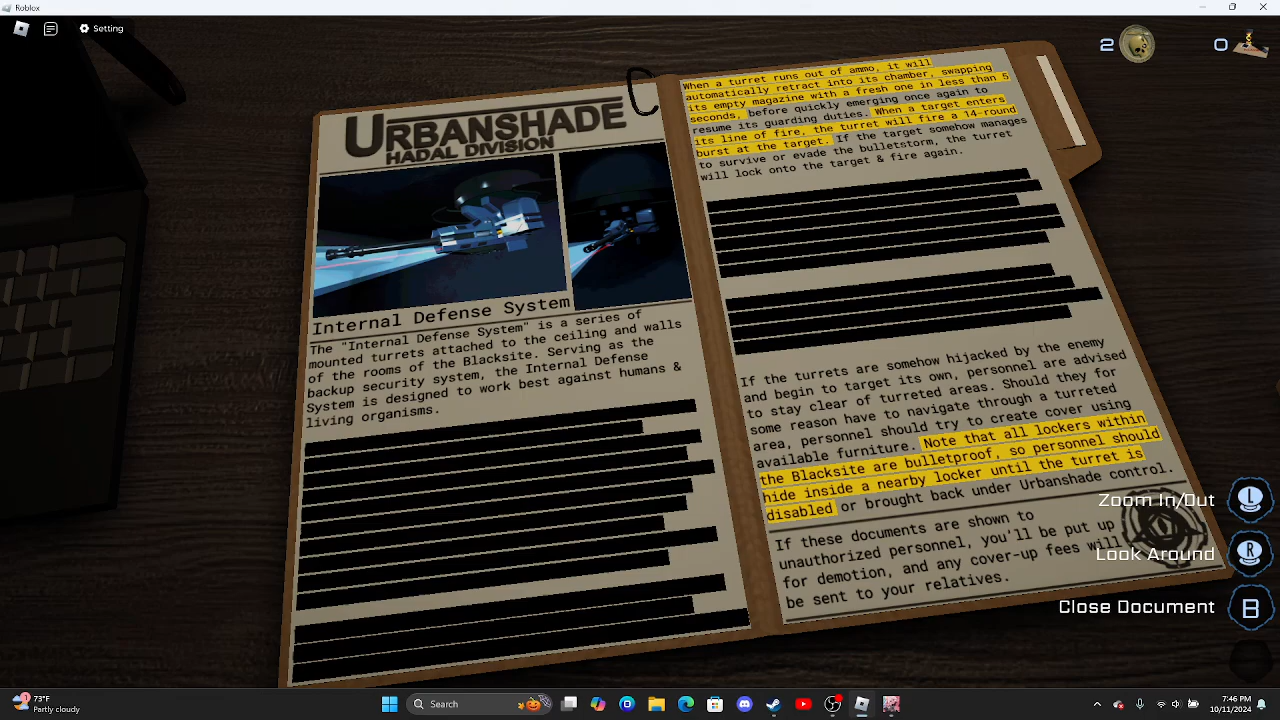 Roblox
Setting
2
0
URBANSHADE
HADAL DIVISION
Internal Defense System
The "Internal Defense System" is a series of
mounted turrets attached to the ceiling and walls
of the rooms of the Blacksite. Serving as the
backup security system, the Internal Defense
System is designed to work best against humans &
living organisms.
When a turret runs out of ammo, it will
automatically retract into its chamber, swapping
its empty magazine with a fresh one in less than 5
seconds, before quickly emerging once again to
resume its guarding duties. When a target enters
its line of fire, the turret will fire a 14-round
burst at the target. If the target somehow manages
to survive or evade the bulletstorm, the turret
will lock onto the target & fire again.
If the turrets are somehow hijacked by the enemy
and begin to target its own, personnel are advised
to stay clear of turreted areas. Should they for
some reason have to navigate through a turreted
area, personnel should try to create cover using
available furniture. Note that all lockers within
the Blacksite are bulletproof, so personnel should
hide inside a nearby locker until the turret is
disabled or brought back under Urbanshade control.
If these documents are shown to
unauthorized personnel, you'll be put up
for demotion, and any cover-up fees will
be sent to your relatives.
Zoom In/Out
L
Look Around
R
Close Document
B
73°F
Partly cloudy
Search
7:46 PM
10/13/2024